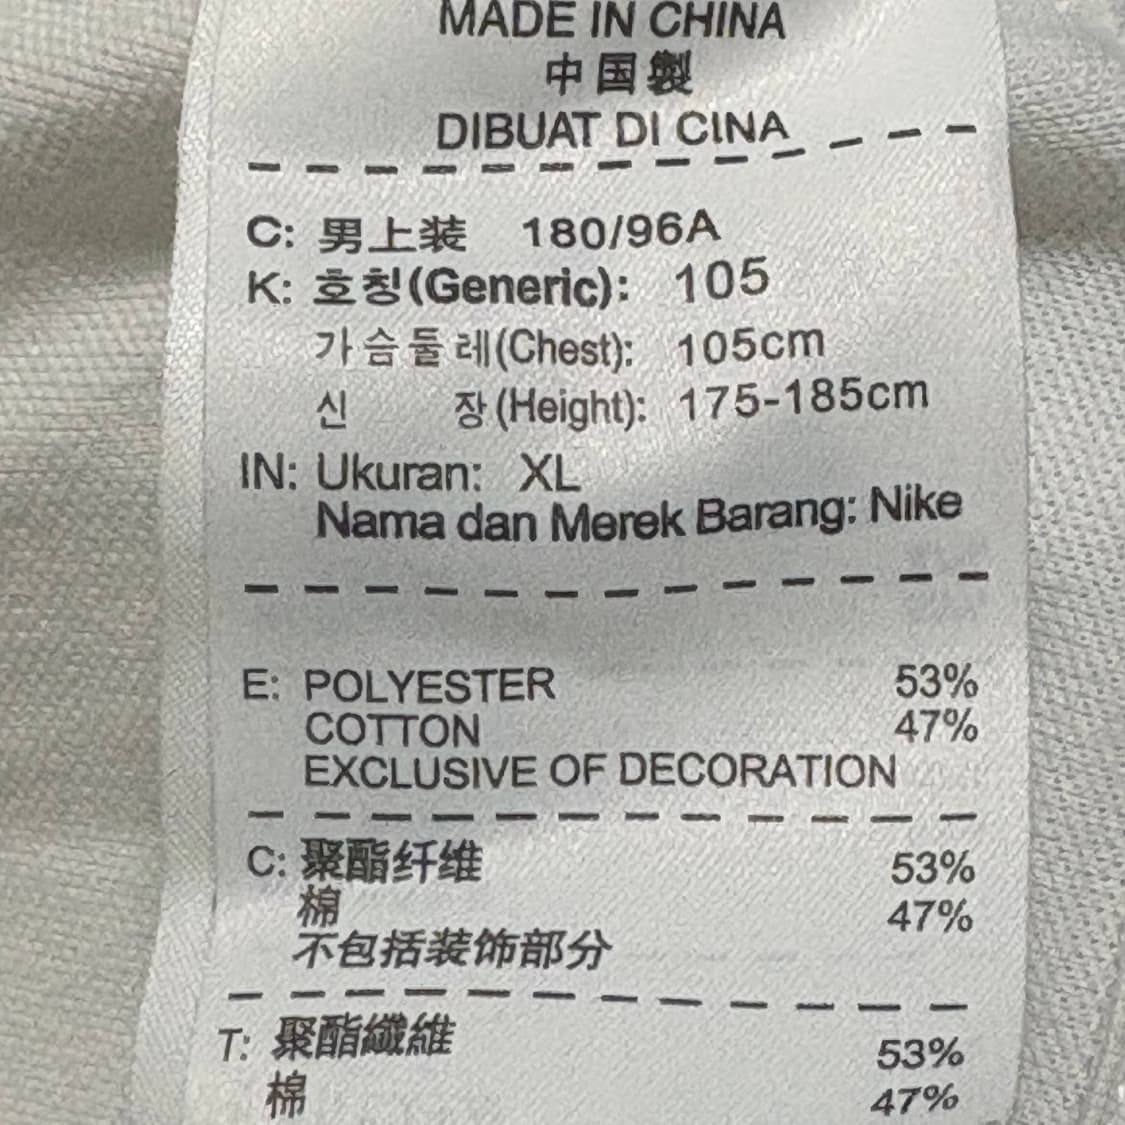 MADE IN CHINA
中国製
DIBUAT DI CINA
C: 男上装 180/96A
K: 호칭(Generic): 105
가슴둘레(Chest): 105cm
신 장(Height): 175-185cm
IN: Ukuran: XL
Nama dan Merek Barang: Nike
E: POLYESTER 53%
COTTON 47%
EXCLUSIVE OF DECORATION
C: 聚酯纤维 53%
棉 47%
不包括装饰部分
T: 聚酯纖維 53%
棉 47%